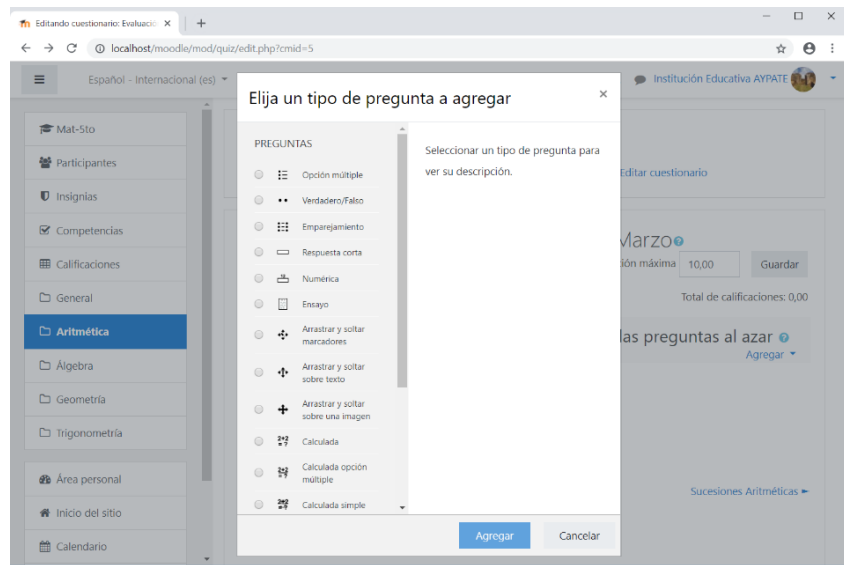 Editando cuestionario: Evaluació
localhost/moodle/mod/quiz/edit.php?cmid=5
Español - Internacional (es)
Institución Educativa AYPATE
Mat-5to
Participantes
Insignias
Competencias
Calificaciones
General
Aritmética
Álgebra
Geometría
Trigonometría
Área personal
Inicio del sitio
Calendario
Elija un tipo de pregunta a agregar
PREGUNTAS
Opción múltiple
Verdadero/Falso
Emparejamiento
Respuesta corta
Numérica
Ensayo
Arrastrar y soltar
marcadores
Arrastrar y soltar
sobre texto
Arrastrar y soltar
sobre una imagen
Calculada
Calculada opción
múltiple
Calculada simple
Seleccionar un tipo de pregunta para
ver su descripción.
Agregar
Cancelar
Editar cuestionario
Marzo
ión máxima 10,00 Guardar
Total de calificaciones: 0,00
las preguntas al azar
Agregar
Sucesiones Aritméticas